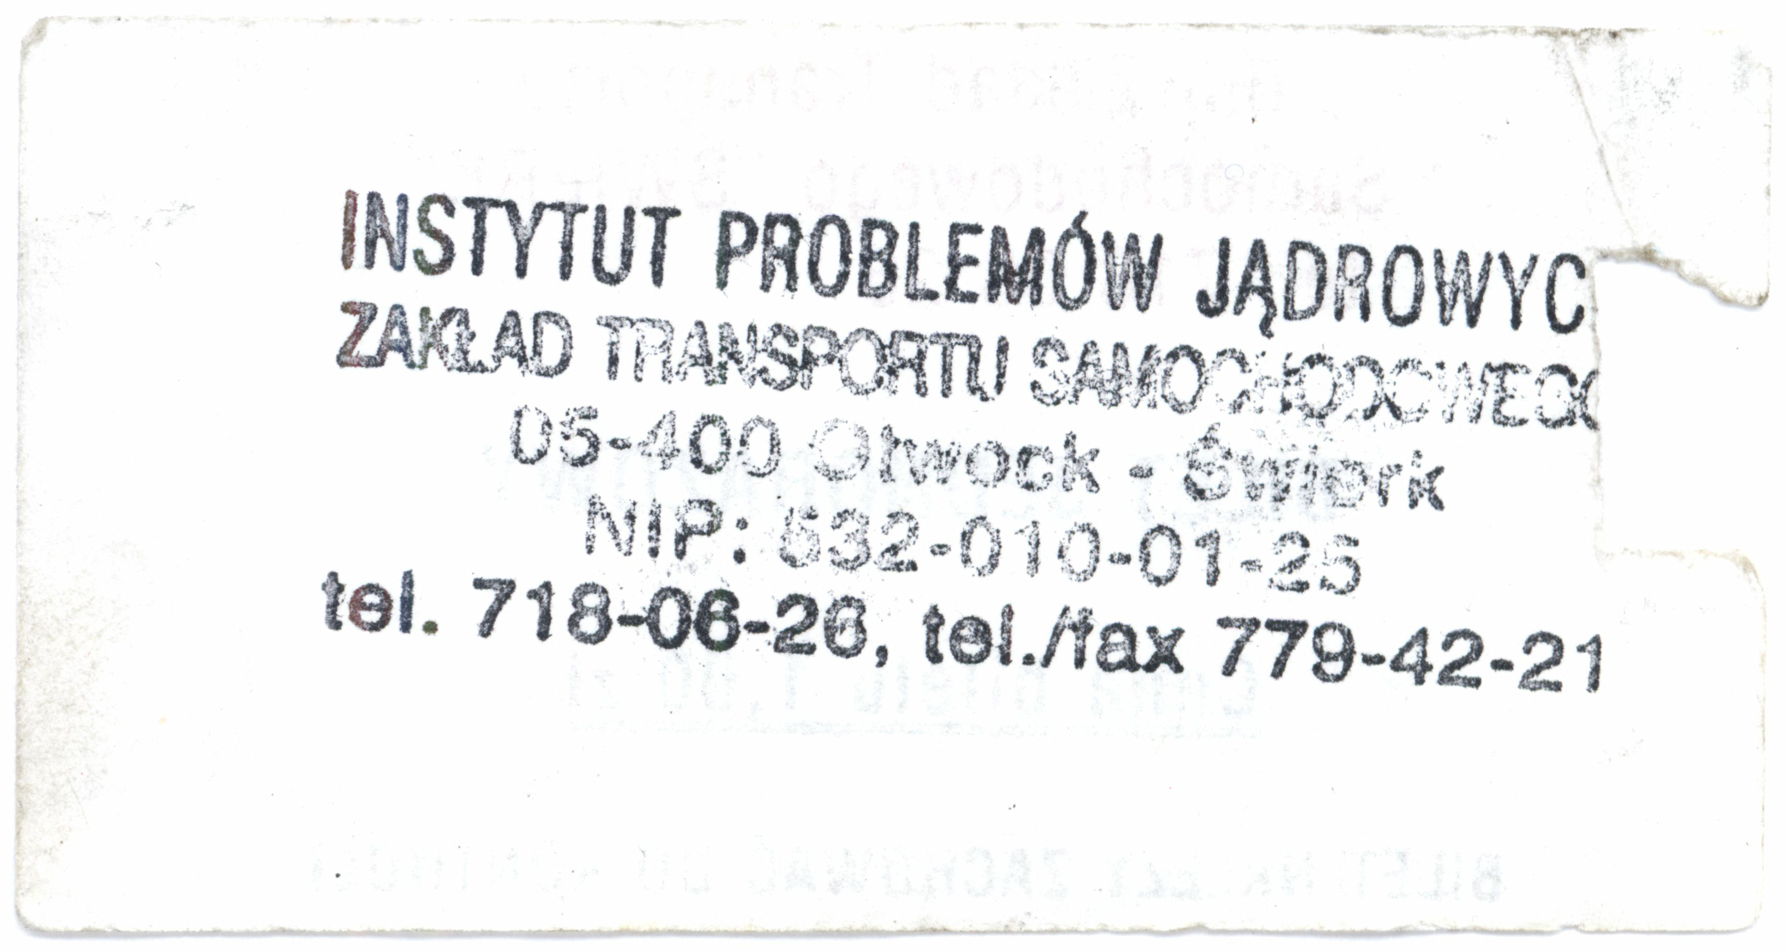 INSTYTUT PROBLEMÓW JĄDROWYC
ZAKŁAD TRANSPORTU SAMOCHODOWEGO
05-400 Otwock - Świerk
NIP: 532-010-01-25
tel. 718-06-26, tel./fax 779-42-21